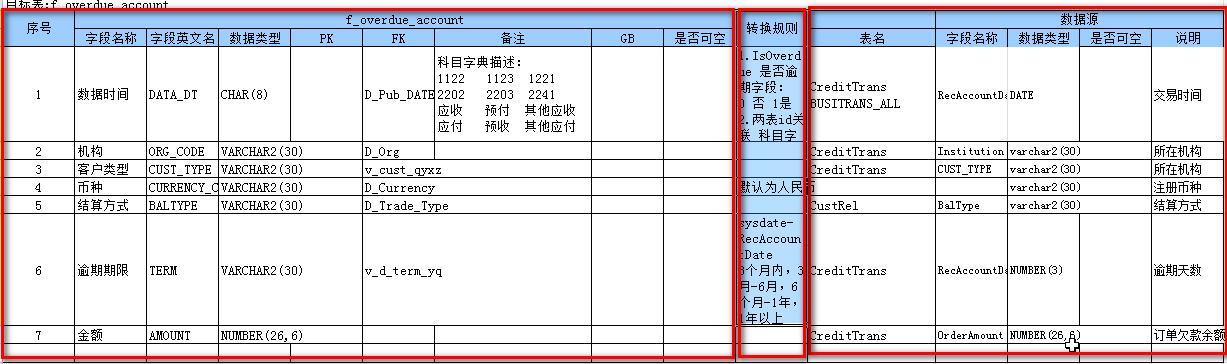 目标表:f_overdue_account
序号 f_overdue_account 转换规则 数据源
字段名称 字段英文名 数据类型 PK FK 备注 GB 是否可空 表名 字段名称 数据类型 是否可空 说明
科目字典描述：
1122 1123 1221
2202 2203 2241
应收 预付 其他应收
应付 预收 其他应付
1.IsOverd
ue 是否逾
期字段：
0 否 1是
2.两表id关
联 科目字
1 数据时间 DATA_DT CHAR(8) D_Pub_DATE
CreditTrans
BUSITRANS_ALL
RecAccountDa DATE 交易时间
2 机构 ORG_CODE VARCHAR2(30) D_Org CreditTrans Institution varchar2(30) 所在机构
3 客户类型 CUST_TYPE VARCHAR2(30) v_cust_qyxz CreditTrans CUST_TYPE varchar2(30) 所在机构
4 币种 CURRENCY_C VARCHAR2(30) D_Currency 默认为人民币 varchar2(30) 注册币种
5 结算方式 BALTYPE VARCHAR2(30) D_Trade_Type CustRel BalType varchar2(30) 结算方式
sysdate-
RecAccoun
tDate
3个月内，3
月-6月，6
个月-1年，
1年以上
6 逾期期限 TERM VARCHAR2(30) v_d_term_yq CreditTrans RecAccountDa NUMBER(3) 逾期天数
7 金额 AMOUNT NUMBER(26,6) CreditTrans OrderAmount NUMBER(26,6) 订单欠款余额